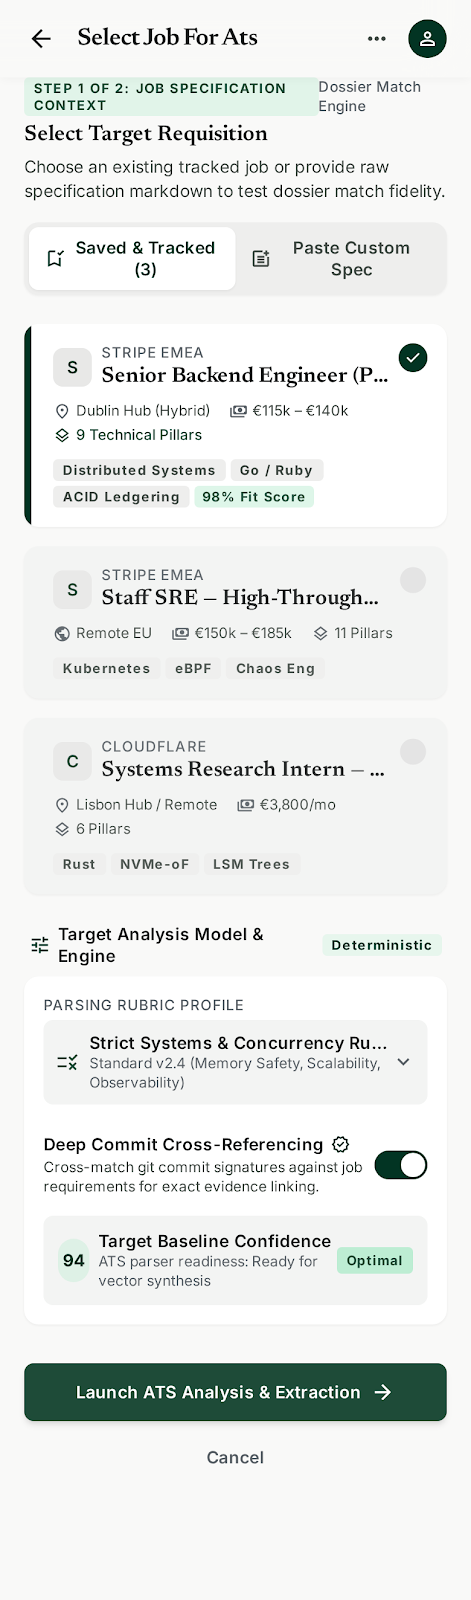 Select Job For Ats
STEP 1 OF 2: JOB SPECIFICATION
CONTEXT
Dossier Match
Engine
Select Target Requisition
Choose an existing tracked job or provide raw
specification markdown to test dossier match fidelity.
Saved & Tracked
(3)
Paste Custom
Spec
S
STRIPE EMEA
Senior Backend Engineer (P...
Dublin Hub (Hybrid)
€115k – €140k
9 Technical Pillars
Distributed Systems
Go / Ruby
ACID Ledgering
98% Fit Score
S
STRIPE EMEA
Staff SRE – High-Through...
Remote EU
€150k – €185k
11 Pillars
Kubernetes
eBPF
Chaos Eng
C
CLOUDFLARE
Systems Research Intern – ...
Lisbon Hub / Remote
€3,800/mo
6 Pillars
Rust
NVMe-oF
LSM Trees
Target Analysis Model &
Engine
Deterministic
PARSING RUBRIC PROFILE
Strict Systems & Concurrency Ru...
Standard v2.4 (Memory Safety, Scalability,
Observability)
Deep Commit Cross-Referencing
Cross-match git commit signatures against job
requirements for exact evidence linking.
94
Target Baseline Confidence
ATS parser readiness: Ready for
vector synthesis
Optimal
Launch ATS Analysis & Extraction
Cancel